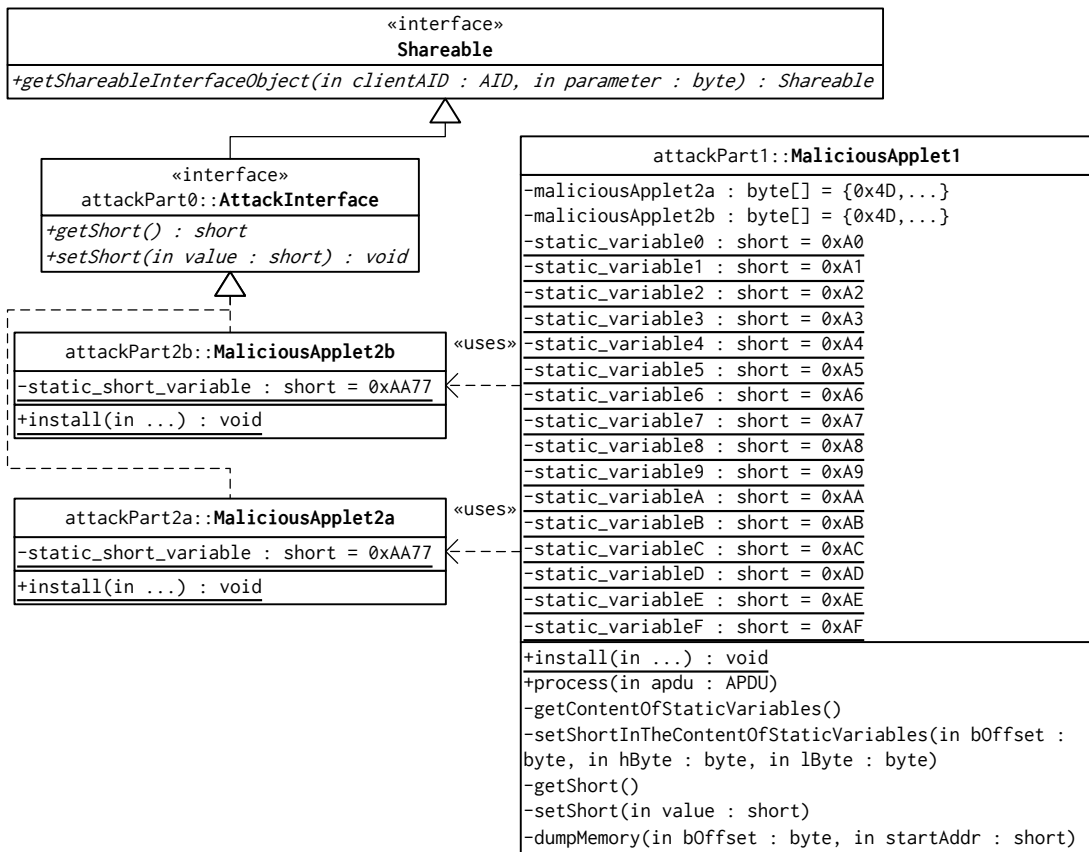 «interface»
Shareable
+getShareableInterfaceObject(in clientAID : AID, in parameter : byte) : Shareable
«interface»
attackPart0::AttackInterface
+getShort() : short
+setShort(in value : short) : void
attackPart2b::MaliciousApplet2b
-static_short_variable : short = 0xAA77
+install(in ...) : void
«uses»
attackPart2a::MaliciousApplet2a
-static_short_variable : short = 0xAA77
+install(in ...) : void
«uses»
attackPart1::MaliciousApplet1
-maliciousApplet2a : byte[] = {0x4D,...}
-maliciousApplet2b : byte[] = {0x4D,...}
-static_variable0 : short = 0xA0
-static_variable1 : short = 0xA1
-static_variable2 : short = 0xA2
-static_variable3 : short = 0xA3
-static_variable4 : short = 0xA4
-static_variable5 : short = 0xA5
-static_variable6 : short = 0xA6
-static_variable7 : short = 0xA7
-static_variable8 : short = 0xA8
-static_variable9 : short = 0xA9
-static_variableA : short = 0xAA
-static_variableB : short = 0xAB
-static_variableC : short = 0xAC
-static_variableD : short = 0xAD
-static_variableE : short = 0xAE
-static_variableF : short = 0xAF
+install(in ...) : void
+process(in apdu : APDU)
-getContentOfStaticVariables()
-setShortInTheContentOfStaticVariables(in bOffset :
byte, in hByte : byte, in lByte : byte)
-getShort()
-setShort(in value : short)
-dumpMemory(in bOffset : byte, in startAddr : short)